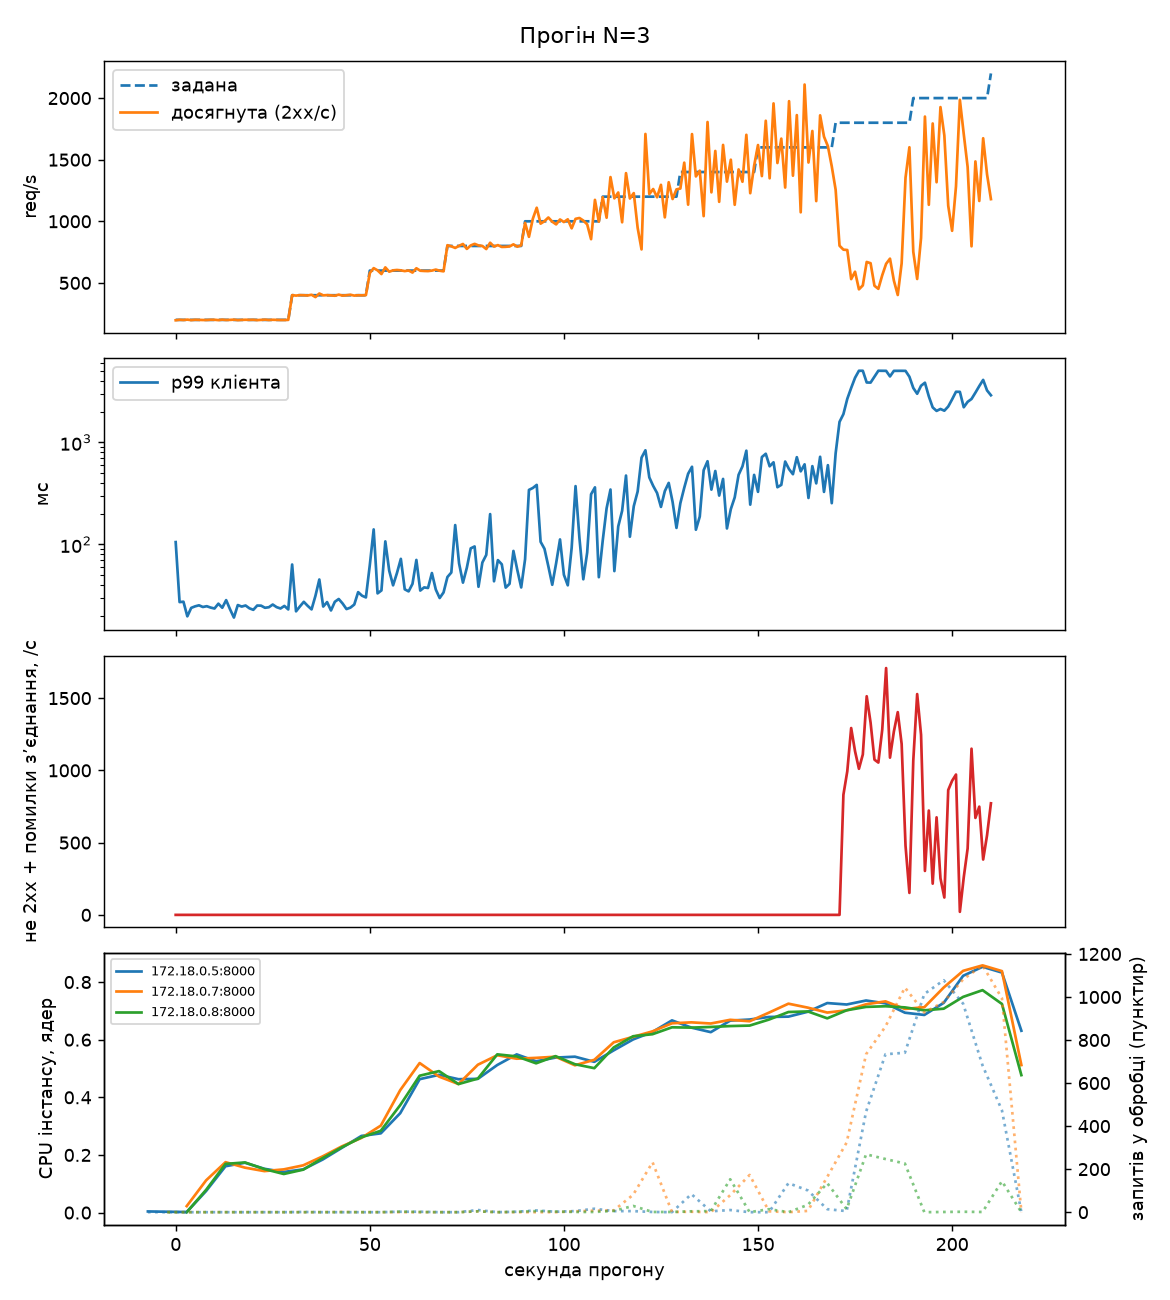 Прогін N=3
задана
досягнута (2xx/с)
2000
1500
1000
500
req/s
p99 клієнта
10³
10²
мс
1500
1000
500
0
не 2xx + помилки з’єднання, /с
172.18.0.5:8000
172.18.0.7:8000
172.18.0.8:8000
0.8
0.6
0.4
0.2
0.0
CPU інстансу, ядер
1200
1000
800
600
400
200
0
запитів у обробці (пунктир)
0 50 100 150 200
секунда прогону